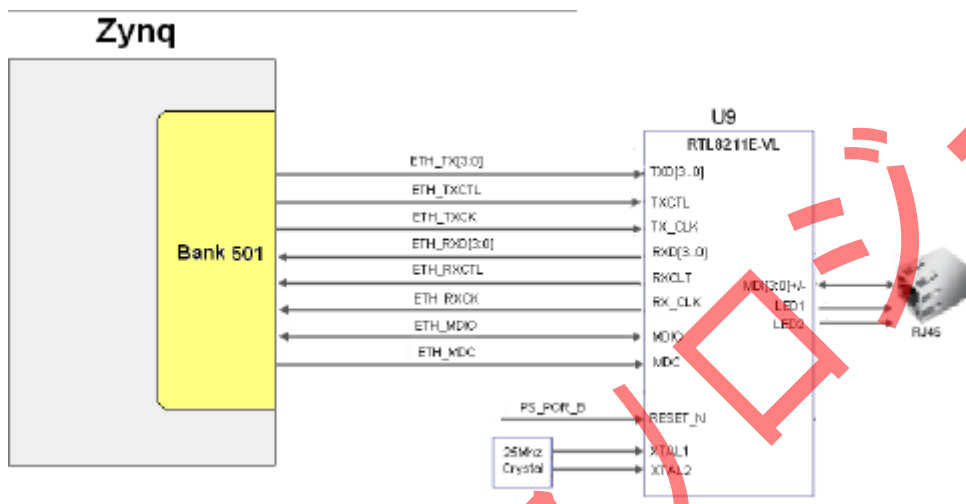 Zynq
U9
RTL8211E-VL
ETH_TX[3:0]
TXD[3..0]
ETH_TXCTL
TXCTL
ETH_TXCK
TX_CLK
ETH_RXD[3:0]
RXD[3..0]
Bank 501
ETH_RXCTL
RXCLT
MDI[3:0]+/-
ETH_RXCK
RX_CLK
LED1
LED2
RJ45
ETH_MDIO
MDIO
ETH_MDC
MDC
PS_POR_B
RESET_N
25Mhz
Crystal
XTAL1
XTAL2